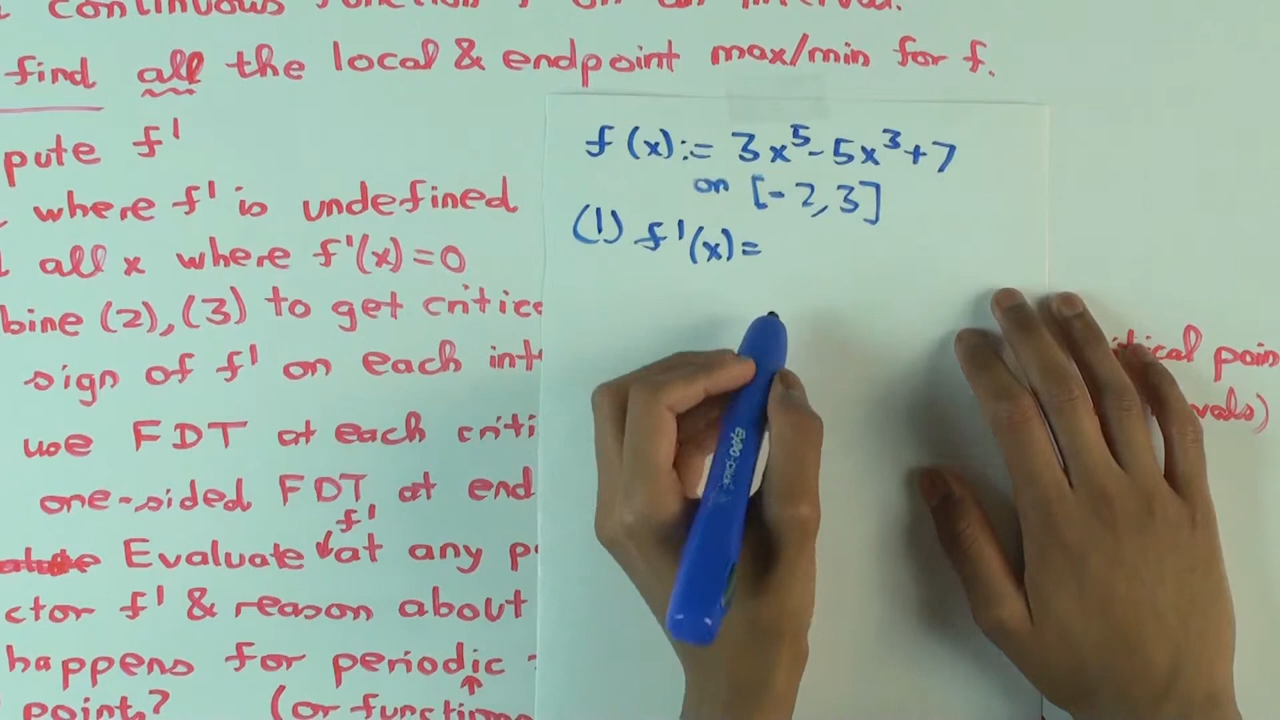 continuous function f on an interval.
find all the local & endpoint max/min for f.
pute f'
where f' is undefined
all x where f'(x)=0
bine (2), (3) to get critic
sign of f' on each int
use FDT at each criti
one-sided FDT at end
f'
Evaluate at any p
ctor f' & reason about
happens for periodic
point? (or function
f(x) := 3x⁵ - 5x³ + 7
on [-2, 3]
(1) f'(x) =
itical poin
vals)
Expo click